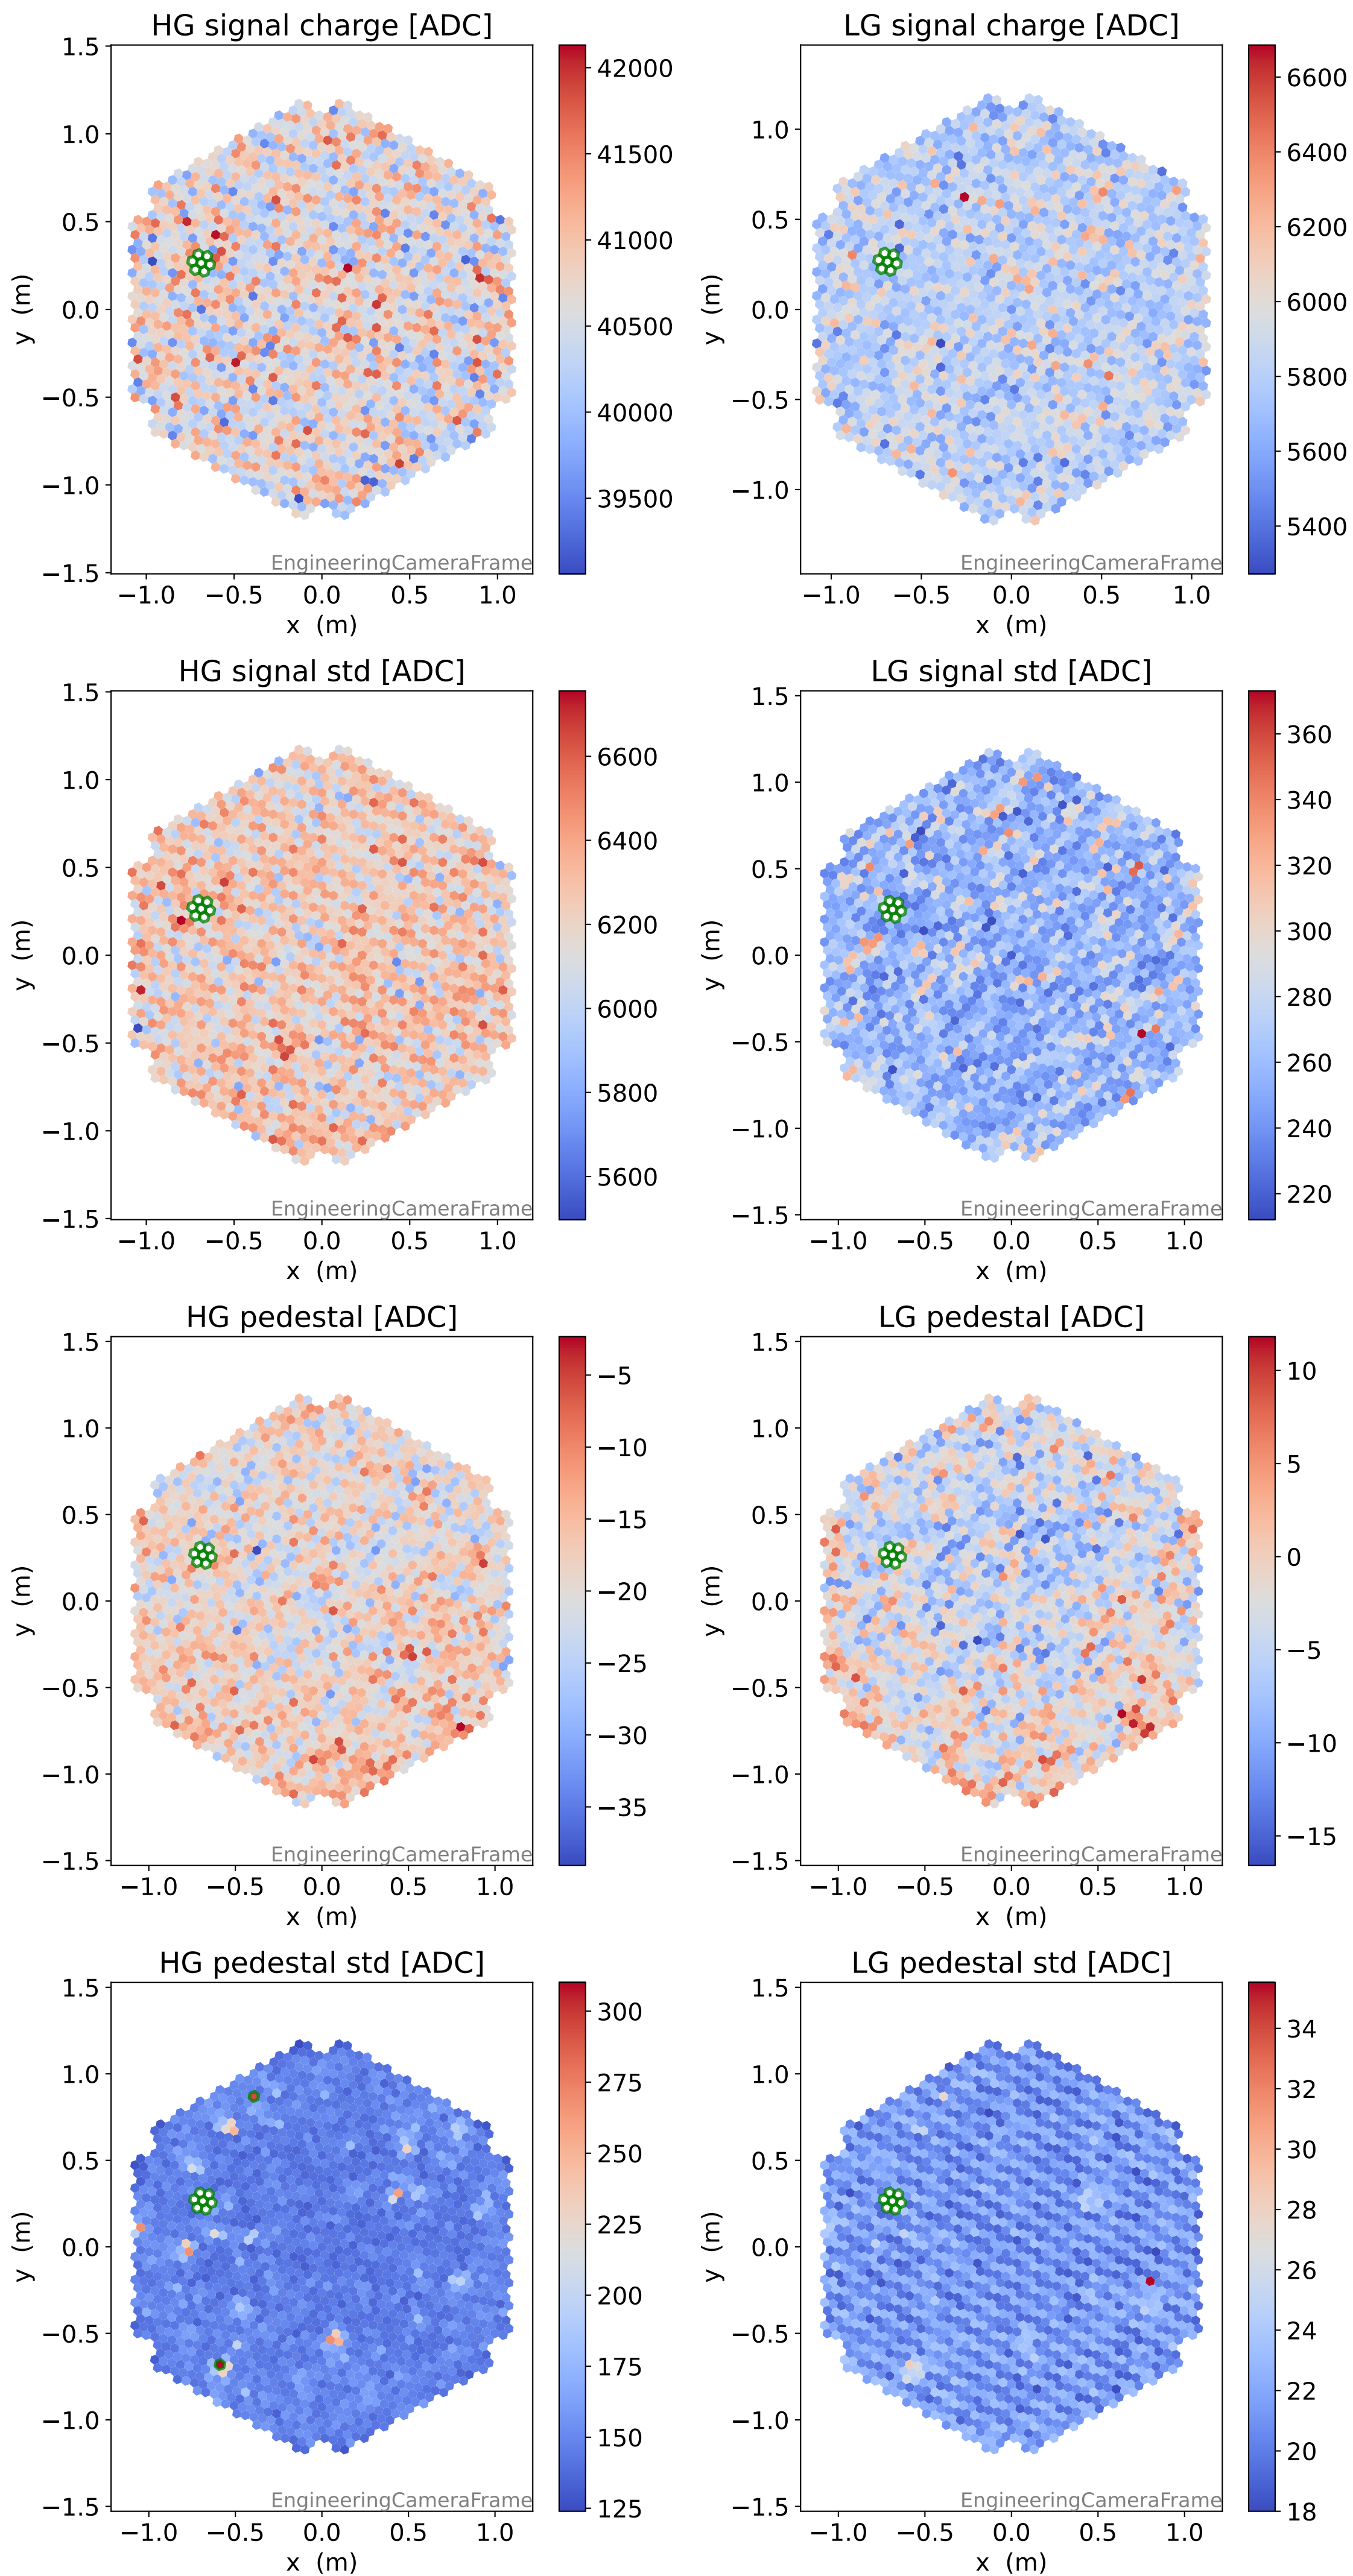 HG signal charge [ADC]
LG signal charge [ADC]
1.5
1.0
0.5
0.0
−0.5
−1.0
−1.5
y (m)
−1.0 −0.5 0.0 0.5 1.0
x (m)
EngineeringCameraFrame
42000
41500
41000
40500
40000
39500
1.0
0.5
0.0
−0.5
−1.0
y (m)
−1.0 −0.5 0.0 0.5 1.0
x (m)
EngineeringCameraFrame
6600
6400
6200
6000
5800
5600
5400
HG signal std [ADC]
LG signal std [ADC]
1.5
1.0
0.5
0.0
−0.5
−1.0
−1.5
y (m)
−1.0 −0.5 0.0 0.5 1.0
x (m)
EngineeringCameraFrame
6600
6400
6200
6000
5800
5600
1.5
1.0
0.5
0.0
−0.5
−1.0
−1.5
y (m)
−1.0 −0.5 0.0 0.5 1.0
x (m)
EngineeringCameraFrame
360
340
320
300
280
260
240
220
HG pedestal [ADC]
LG pedestal [ADC]
1.5
1.0
0.5
0.0
−0.5
−1.0
−1.5
y (m)
−1.0 −0.5 0.0 0.5 1.0
x (m)
EngineeringCameraFrame
−5
−10
−15
−20
−25
−30
−35
1.5
1.0
0.5
0.0
−0.5
−1.0
−1.5
y (m)
−1.0 −0.5 0.0 0.5 1.0
x (m)
EngineeringCameraFrame
10
5
0
−5
−10
−15
HG pedestal std [ADC]
LG pedestal std [ADC]
1.5
1.0
0.5
0.0
−0.5
−1.0
−1.5
y (m)
−1.0 −0.5 0.0 0.5 1.0
x (m)
EngineeringCameraFrame
300
275
250
225
200
175
150
125
1.5
1.0
0.5
0.0
−0.5
−1.0
−1.5
y (m)
−1.0 −0.5 0.0 0.5 1.0
x (m)
EngineeringCameraFrame
34
32
30
28
26
24
22
20
18